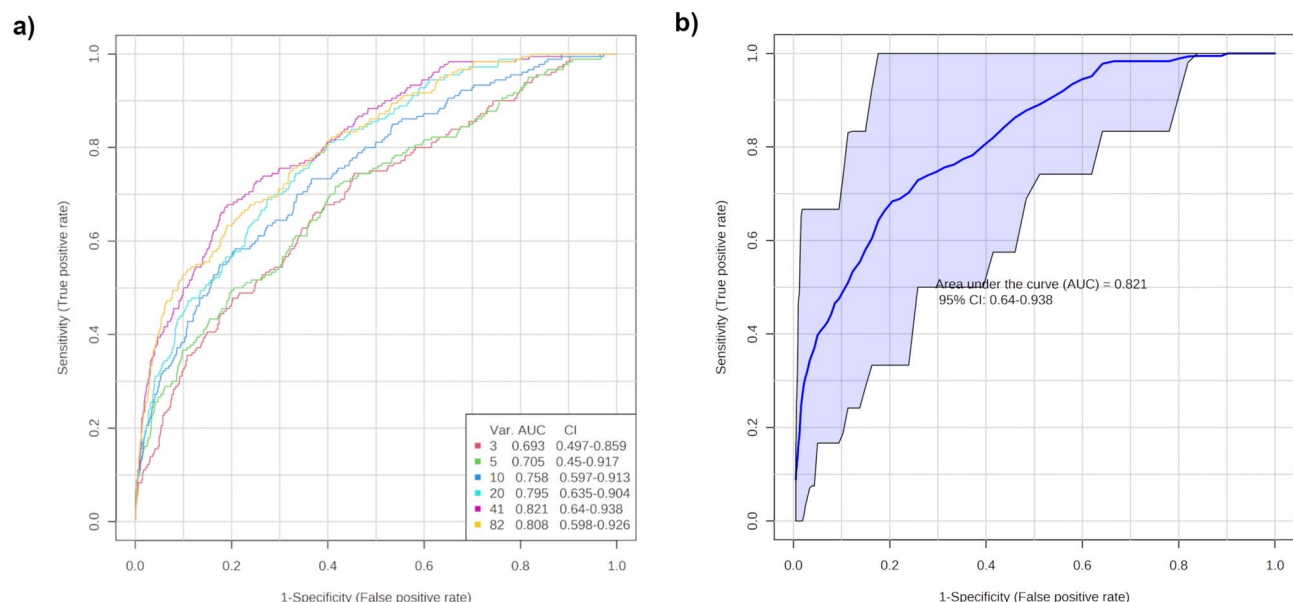 a)
1.0
0.8
0.6
0.4
0.2
0.0
Sensitivity (True positive rate)
Var. AUC CI
3 0.693 0.497-0.859
5 0.705 0.45-0.917
10 0.758 0.597-0.913
20 0.795 0.635-0.904
41 0.821 0.64-0.938
82 0.808 0.598-0.926
0.0 0.2 0.4 0.6 0.8 1.0
1-Specificity (False positive rate)
b)
1.0
0.8
0.6
0.4
0.2
0.0
Sensitivity (True positive rate)
Area under the curve (AUC) = 0.821
95% CI: 0.64-0.938
0.0 0.2 0.4 0.6 0.8 1.0
1-Specificity (False positive rate)